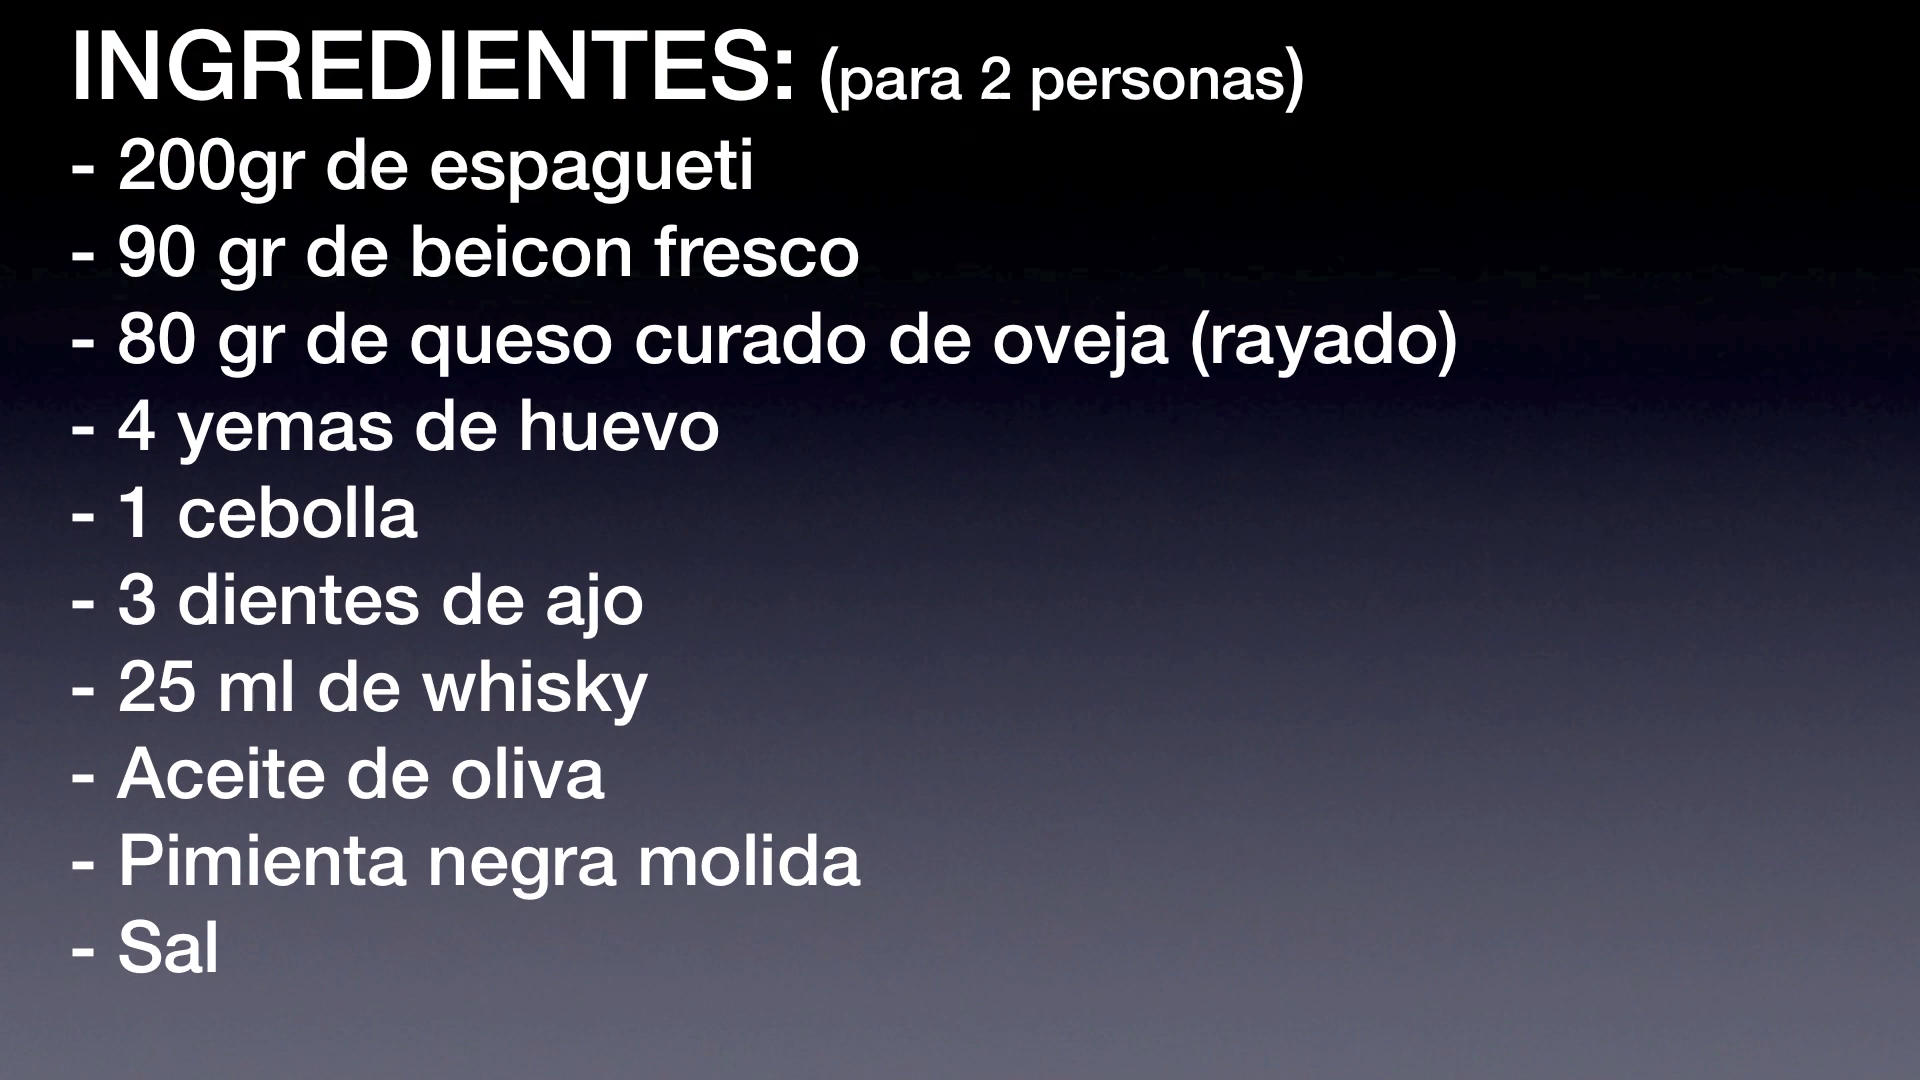 INGREDIENTES: (para 2 personas)
- 200gr de espagueti
- 90 gr de beicon fresco
- 80 gr de queso curado de oveja (rayado)
- 4 yemas de huevo
- 1 cebolla
- 3 dientes de ajo
- 25 ml de whisky
- Aceite de oliva
- Pimienta negra molida
- Sal